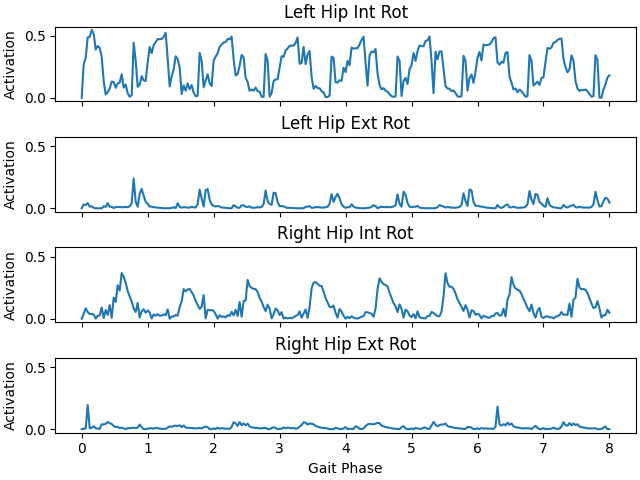 Left Hip Int Rot
Activation
0.5
0.0
Left Hip Ext Rot
Activation
0.5
0.0
Right Hip Int Rot
Activation
0.5
0.0
Right Hip Ext Rot
Activation
0.5
0.0
0 1 2 3 4 5 6 7 8
Gait Phase